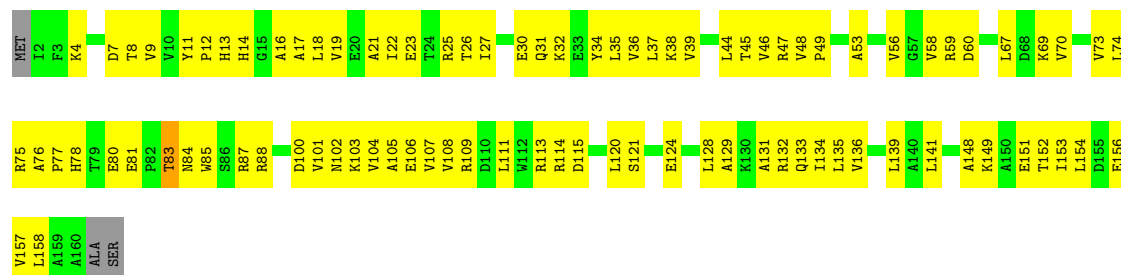 MET I2 F3 K4 D7 T8 V9 V10 Y11 P12 H13 H14 G15 A16 A17 L18 V19 E20 A21 I22 E23 T24 R25 T26 I27 E30 Q31 K32 E33 Y34 L35 V36 L37 K38 V39 L44 T45 V46 R47 V48 P49 A53 V56 G57 V58 R59 D60 L67 D68 K69 V70 V73 L74
R75 A76 P77 H78 T79 E80 E81 P82 T83 N84 W85 S86 R87 R88 D100 V101 N102 K103 V104 A105 E106 V107 V108 R109 D110 L111 W112 R113 R114 D115 L120 S121 E124 L128 A129 K130 A131 R132 Q133 I134 L135 V136 L139 A140 L141 A148 K149 A150 E151 T152 I153 L154 D155 E156
V157 L158 A159 A160 ALA SER